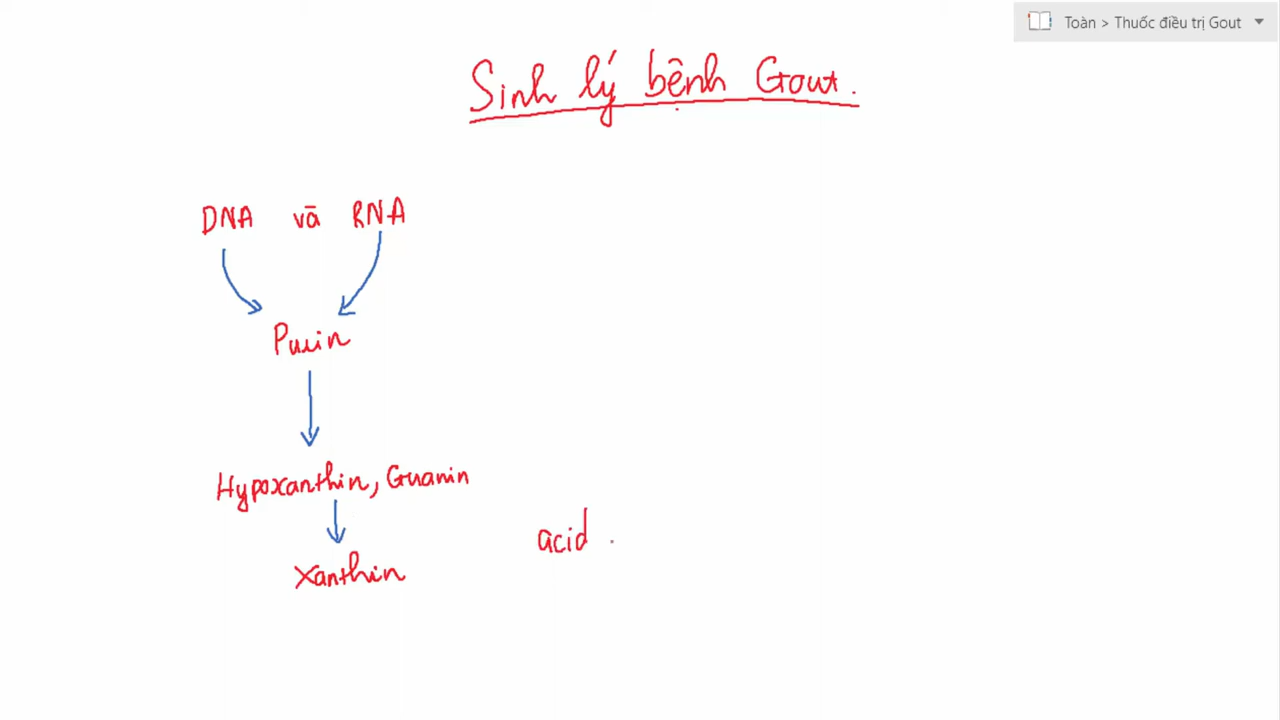 Toàn > Thuốc điều trị Gout
Sinh lý bệnh Gout.
DNA và RNA
Purin
Hypoxanthin, Guanin
acid
Xanthin